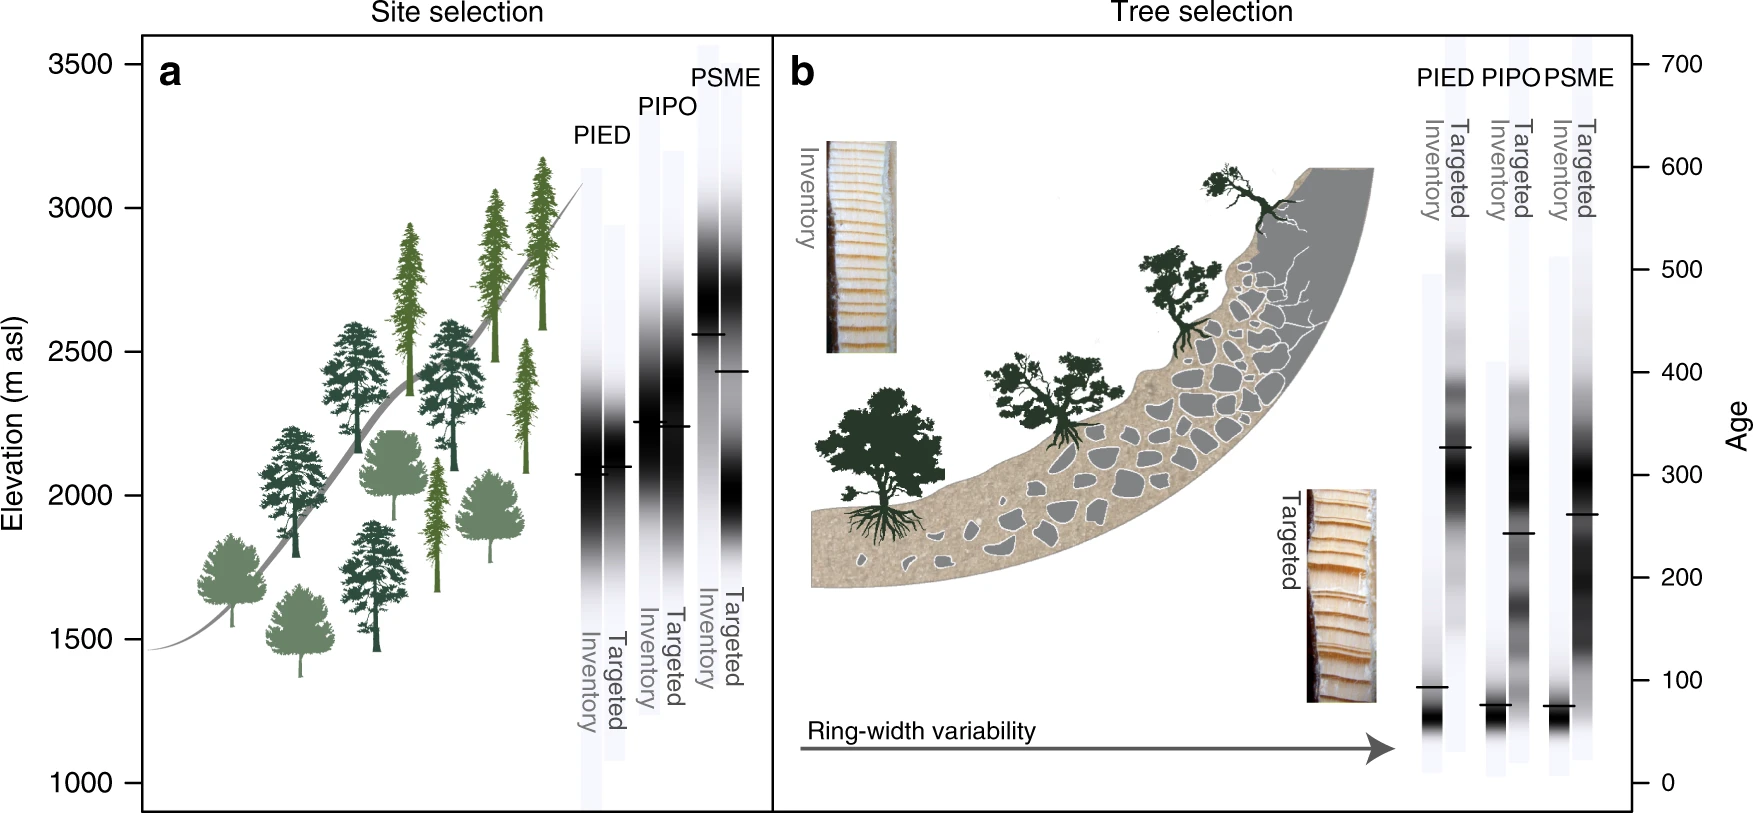 Site selection
Tree selection
a
b
Elevation (m asl)
3500
3000
2500
2000
1500
1000
PIED
PIPO
PSME
Inventory
Targeted
Inventory
Targeted
Inventory
Targeted
Inventory
Targeted
Ring-width variability
PIED PIPO PSME
Inventory
Targeted
Inventory
Targeted
Inventory
Targeted
700
600
500
400
300
200
100
0
Age